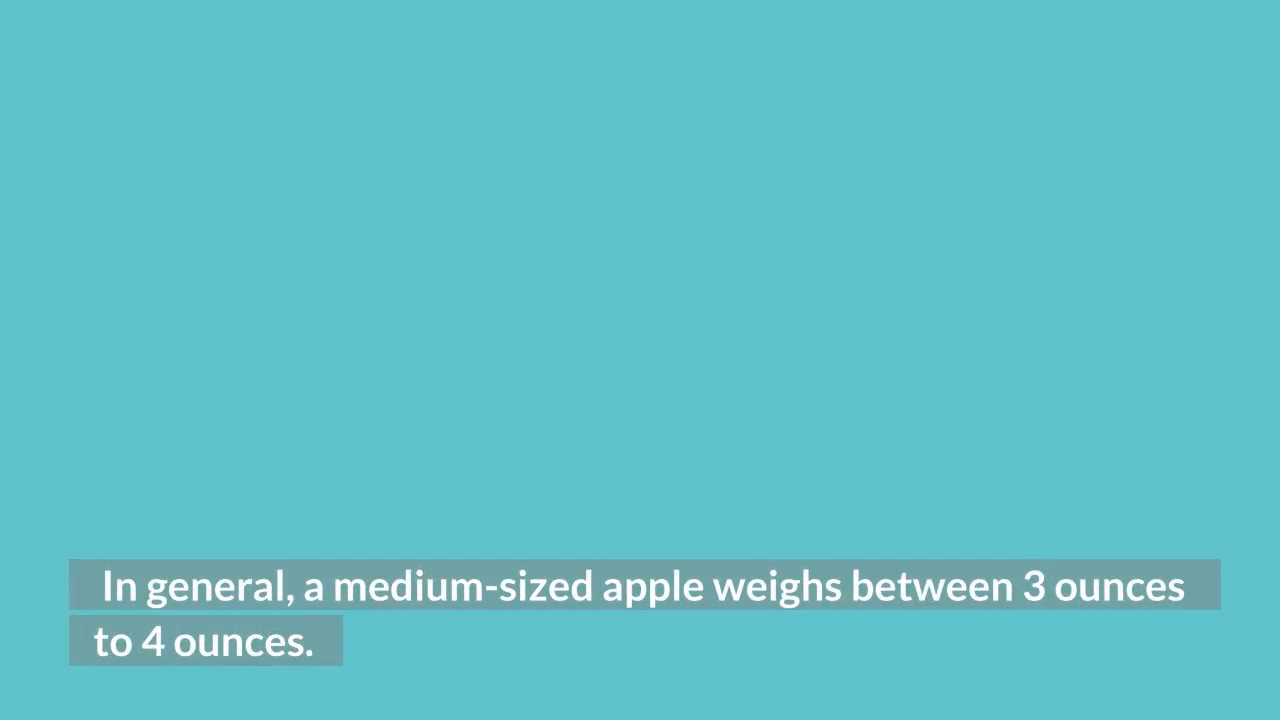 In general, a medium-sized apple weighs between 3 ounces
to 4 ounces.